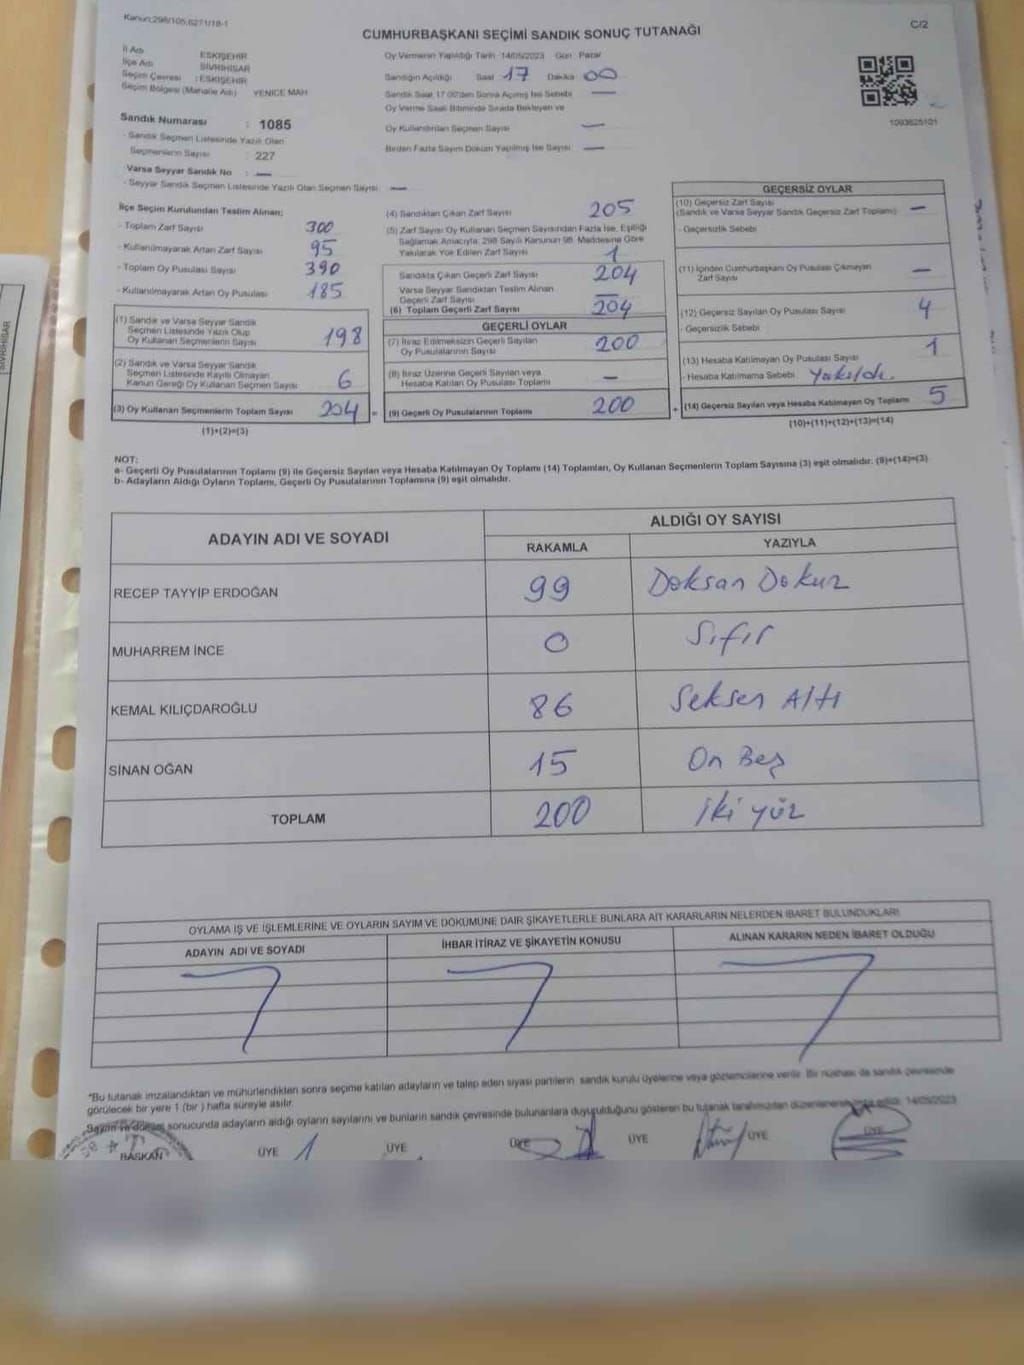 Kanun:298/105,6271/18-1
C/2
CUMHURBAŞKANI SEÇİMİ SANDIK SONUÇ TUTANAĞI
İl Adı : ESKİŞEHİR
İlçe Adı SİVRİHİSAR
Seçim Çevresi : ESKİŞEHİR
Seçim Bölgesi (Mahalle Adı) YENİCE MAH
Sandık Numarası : 1085
- Sandık Seçmen Listesinde Yazılı Olan
Seçmenlerin Sayısı : 227
Varsa Seyyar Sandık No : —
- Seyyar Sandık Seçmen Listesinde Yazılı Olan Seçmen Sayısı —
Oy Vermenin Yapıldığı Tarih 14/05/2023 Gün Pazar
Sandığın Açıldığı Saat 17 Dakika 00
Sandık Saat 17.00'den Sonra Açılmış İse Sebebi —
Oy Verme Saati Bitiminde Sırada Bekleyen ve
Oy Kullandırılan Seçmen Sayısı —
Birden Fazla Sayım Döküm Yapılmış İse Sayısı —
1093625101
İlçe Seçim Kurulundan Teslim Alınan;
- Toplam Zarf Sayısı 300
- Kullanılmayarak Artan Zarf Sayısı 95
- Toplam Oy Pusulası Sayısı 390
- Kullanılmayarak Artan Oy Pusulası 185
(1) Sandık ve Varsa Seyyar Sandık
Seçmen Listesinde Yazılı Olup
Oy Kullanan Seçmenlerin Sayısı 198
(2) Sandık ve Varsa Seyyar Sandık
Seçmen Listesinde Kayıtlı Olmayan
Kanun Gereği Oy Kullanan Seçmen Sayısı 6
(3) Oy Kullanan Seçmenlerin Toplam Sayısı 204 =
(1)+(2)=(3)
(4) Sandıktan Çıkan Zarf Sayısı 205
(5) Zarf Sayısı Oy Kullanan Seçmen Sayısından Fazla İse, Eşitliği
Sağlamak Amacıyla, 298 Sayılı Kanunun 98. Maddesine Göre
Yakılarak Yok Edilen Zarf Sayısı 1
Sandıkta Çıkan Geçerli Zarf Sayısı 204
Varsa Seyyar Sandıktan Teslim Alınan
Geçerli Zarf Sayısı —
(6) Toplam Geçerli Zarf Sayısı 204
GEÇERLİ OYLAR
(7) İtiraz Edilmeksizin Geçerli Sayılan
Oy Pusulalarının Sayısı 200
(8) İtiraz Üzerine Geçerli Sayılan veya
Hesaba Katılan Oy Pusulası Toplamı —
(9) Geçerli Oy Pusulalarının Toplamı 200 +
GEÇERSİZ OYLAR
(10) Geçersiz Zarf Sayısı
(Sandık ve Varsa Seyyar Sandık Geçersiz Zarf Toplamı) —
- Geçersizlik Sebebi
(11) İçinden Cumhurbaşkanı Oy Pusulası Çıkmayan
Zarf Sayısı —
(12) Geçersiz Sayılan Oy Pusulası Sayısı 4
- Geçersizlik Sebebi
(13) Hesaba Katılmayan Oy Pusulası Sayısı 1
- Hesaba Katılmama Sebebi Yakıldı.
(14) Geçersiz Sayılan veya Hesaba Katılmayan Oy Toplamı 5
(10)+(11)+(12)+(13)=(14)
NOT:
a- Geçerli Oy Pusulalarının Toplamı (9) ile Geçersiz Sayılan veya Hesaba Katılmayan Oy Toplamı (14) Toplamları, Oy Kullanan Seçmenlerin Toplam Sayısına (3) eşit olmalıdır. (9)+(14)=(3)
b- Adayların Aldığı Oyların Toplamı, Geçerli Oy Pusulalarının Toplamına (9) eşit olmalıdır.
ADAYIN ADI VE SOYADI
ALDIĞI OY SAYISI
RAKAMLA YAZIYLA
RECEP TAYYİP ERDOĞAN 99 Doksan Dokuz
MUHARREM İNCE 0 Sıfır
KEMAL KILIÇDAROĞLU 86 Seksen Altı
SİNAN OĞAN 15 On Beş
TOPLAM 200 İki yüz
OYLAMA İŞ VE İŞLEMLERİNE VE OYLARIN SAYIM VE DÖKÜMÜNE DAİR ŞİKAYETLERLE BUNLARA AİT KARARLARIN NELERDEN İBARET BULUNDUKLARI
ADAYIN ADI VE SOYADI İHBAR İTİRAZ VE ŞİKAYETİN KONUSU ALINAN KARARIN NEDEN İBARET OLDUĞU
*Bu tutanak imzalandıktan ve mühürlendikten sonra seçime katılan adayların ve talep eden siyasi partilerin sandık kurulu üyelerine veya gözlemcilerine verilir. Bir nüshası da sandık çevresinde
görülecek bir yere 1 (bir) hafta süreyle asılır.
Sayım ve döküm sonucunda adayların aldığı oyların sayılarını ve bunların sandık çevresinde bulunanlara duyurulduğunu gösteren bu tutanak tarafımızdan düzenlenerek 14/05/2023
BAŞKAN ÜYE ÜYE ÜYE ÜYE ÜYE ÜYE
SİVRİHİSAR